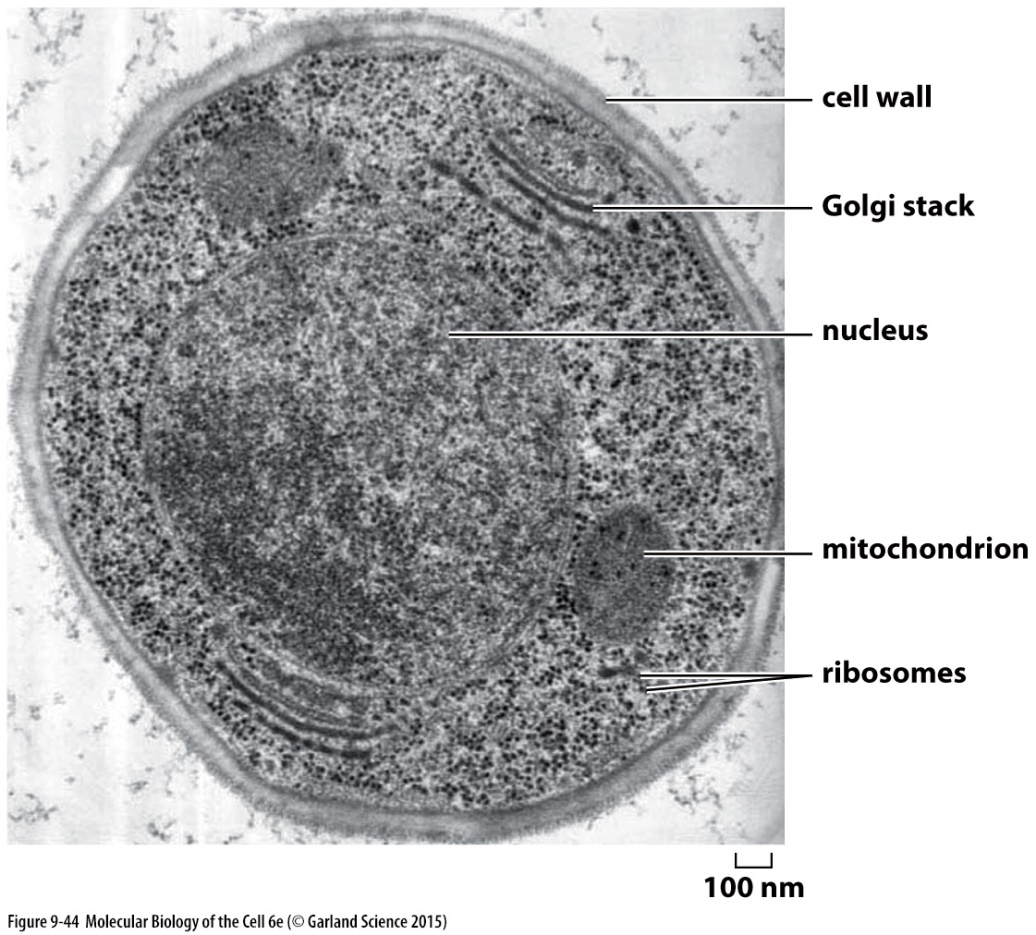 cell wall
Golgi stack
nucleus
mitochondrion
ribosomes
100 nm
Figure 9-44 Molecular Biology of the Cell 6e (© Garland Science 2015)